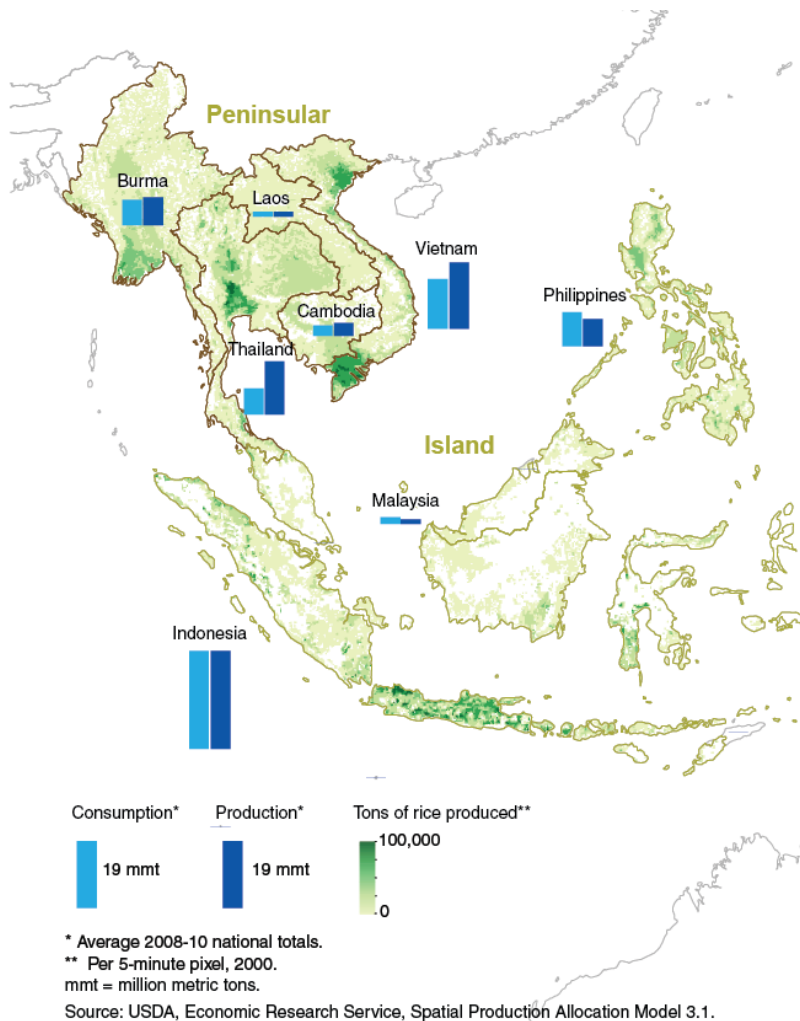 Peninsular
Burma
Laos
Vietnam
Philippines
Cambodia
Thailand
Island
Malaysia
Indonesia
Consumption*
Production*
Tons of rice produced**
19 mmt
19 mmt
100,000
0
* Average 2008-10 national totals.
** Per 5-minute pixel, 2000.
mmt = million metric tons.
Source: USDA, Economic Research Service, Spatial Production Allocation Model 3.1.